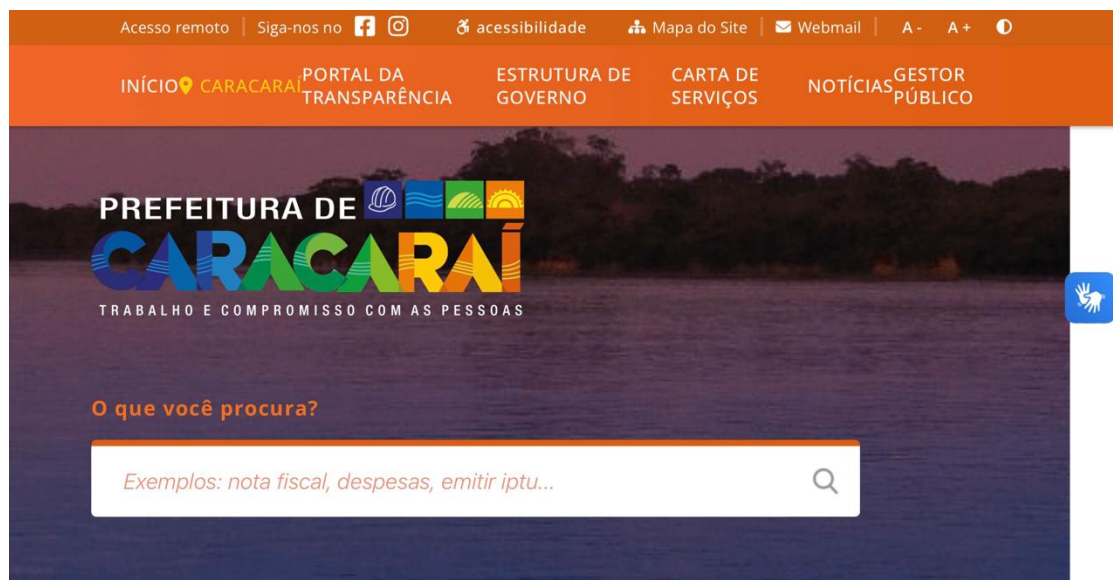 Acesso remoto | Siga-nos no acessibilidade Mapa do Site | Webmail | A - A +
INÍCIO CARACARAÍ PORTAL DA TRANSPARÊNCIA ESTRUTURA DE GOVERNO CARTA DE SERVIÇOS NOTÍCIAS GESTOR PÚBLICO
PREFEITURA DE
CARACARAÍ
TRABALHO E COMPROMISSO COM AS PESSOAS
O que você procura?
Exemplos: nota fiscal, despesas, emitir iptu...